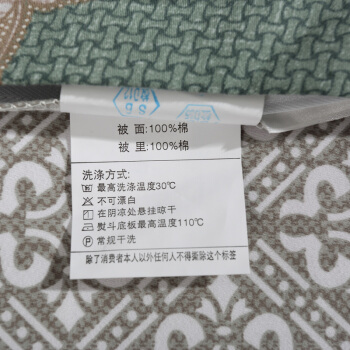 被 面:100%棉
被 里:100%棉
洗涤方式:
最高洗涤温度30℃
不可漂白
在阴凉处悬挂晾干
熨斗底板最高温度110℃
常规干洗
除了消费者本人以外任何人不得撕除这个标签